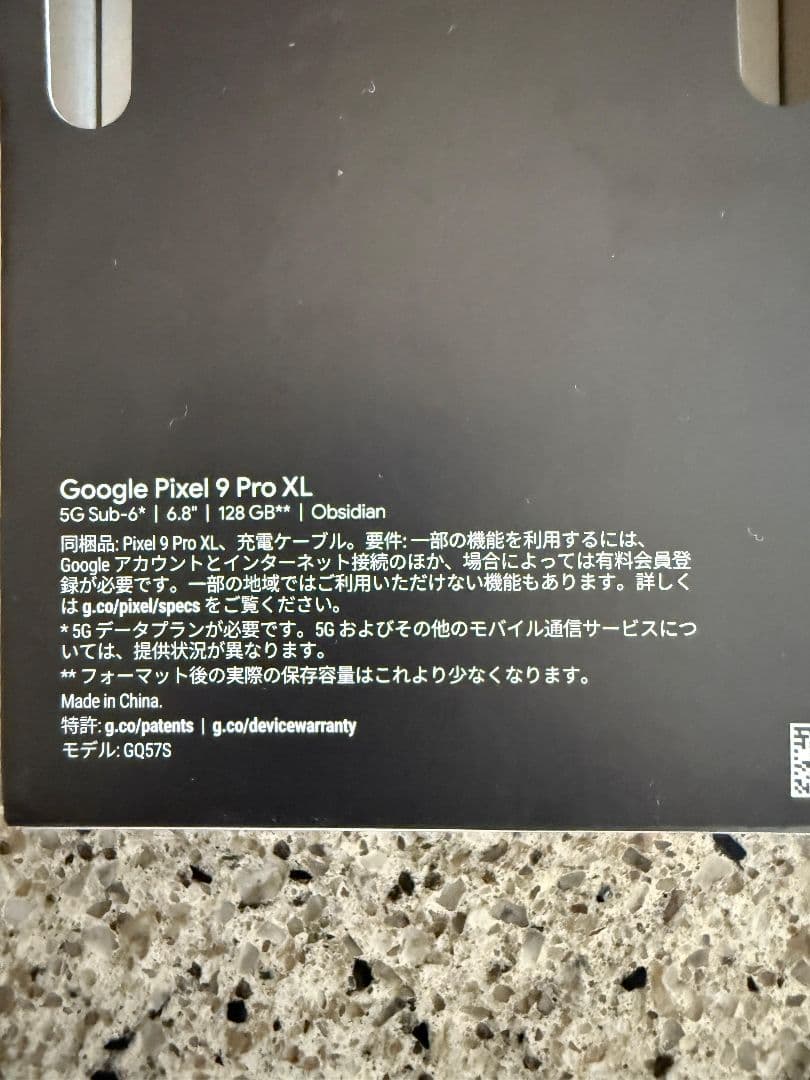 Google Pixel 9 Pro XL
5G Sub-6* | 6.8" | 128 GB** | Obsidian
同梱品: Pixel 9 Pro XL、充電ケーブル。要件: 一部の機能を利用するには、
Google アカウントとインターネット接続のほか、場合によっては有料会員登
録が必要です。一部の地域ではご利用いただけない機能もあります。詳しく
は g.co/pixel/specs をご覧ください。
* 5G データプランが必要です。5G およびその他のモバイル通信サービスにつ
いては、提供状況が異なります。
** フォーマット後の実際の保存容量はこれより少なくなります。
Made in China.
特許: g.co/patents | g.co/devicewarranty
モデル: GQ57S